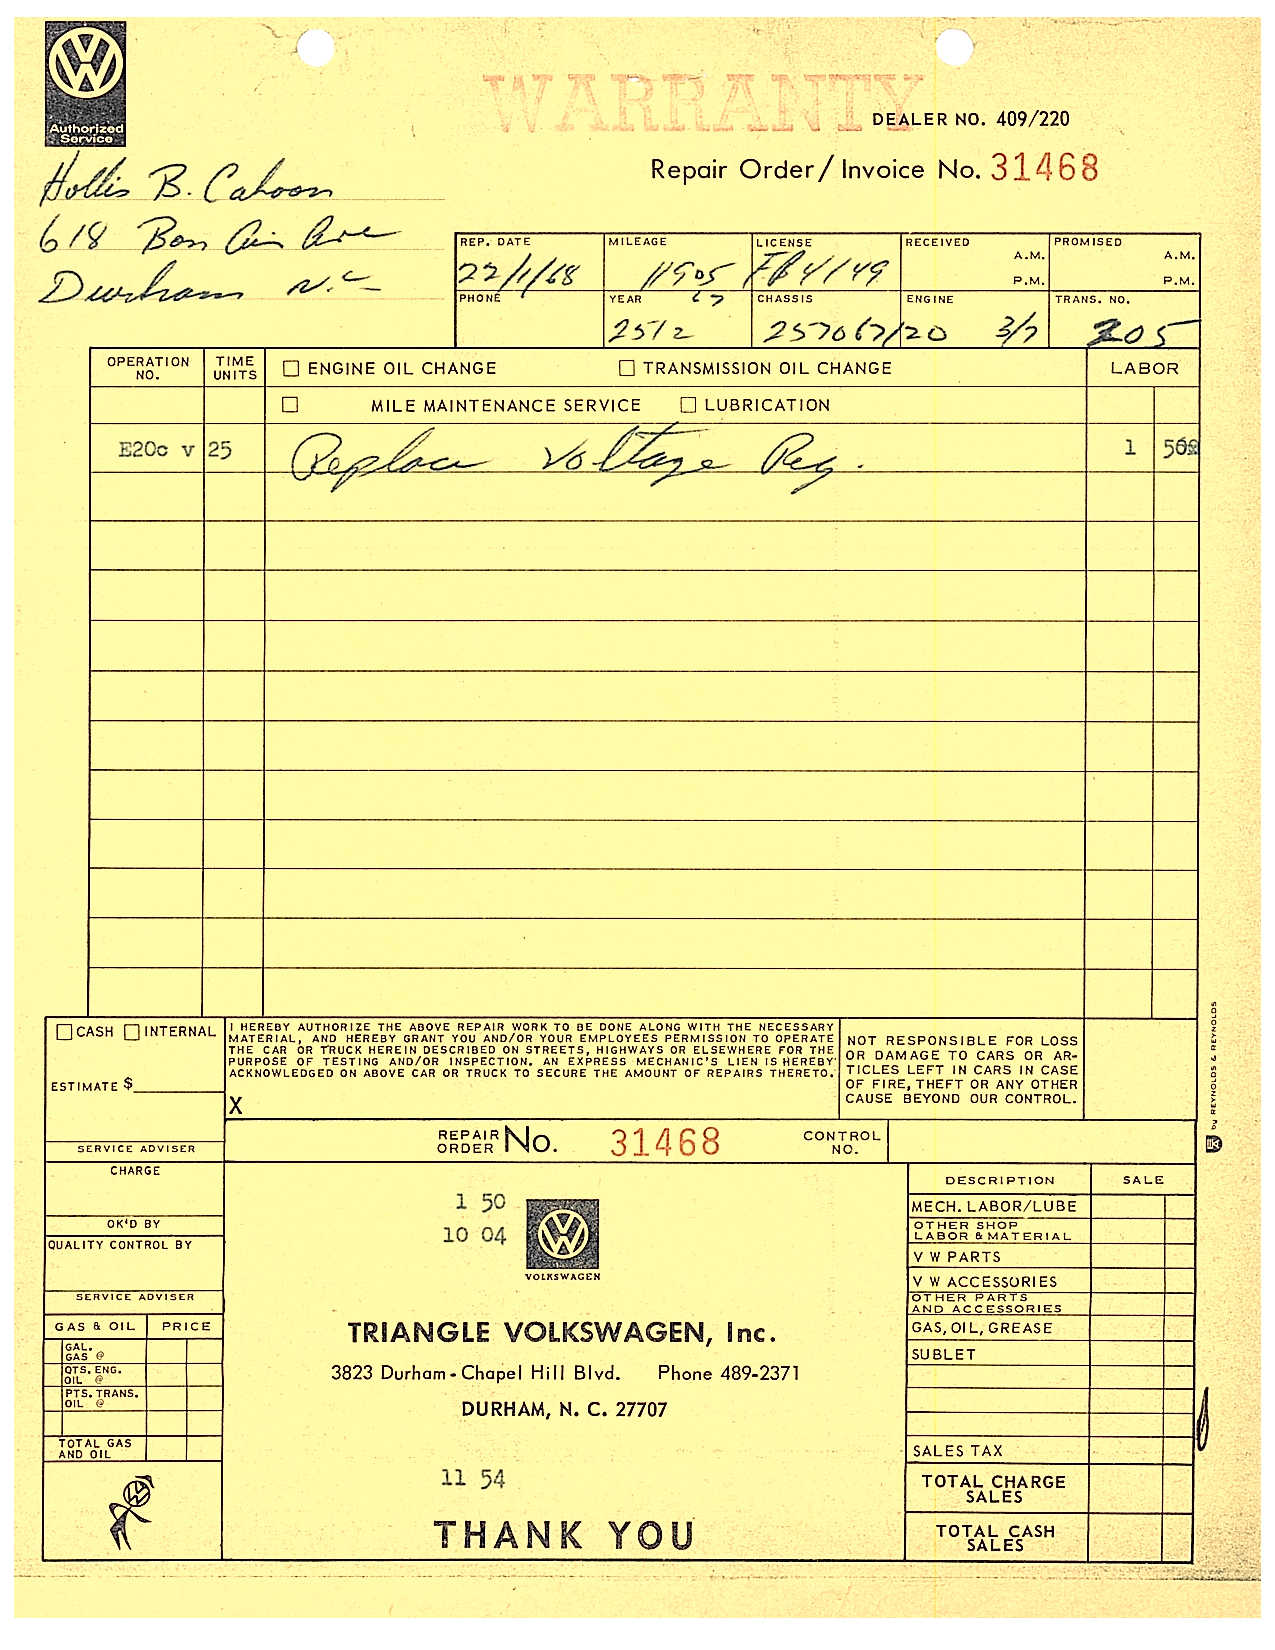 Authorized
Service
WARRANTY
DEALER NO. 409/220
Repair Order / Invoice No. 31468
Hollis B. Cahoon
618 Bon Air Ave
Durham N.C
REP. DATE MILEAGE LICENSE RECEIVED A.M. P.M. PROMISED A.M. P.M.
22/1/68 11905 FB4149
PHONE YEAR 67 CHASSIS ENGINE TRANS. NO.
2512 257067120 3/7 205
OPERATION NO. TIME UNITS ENGINE OIL CHANGE TRANSMISSION OIL CHANGE LABOR
MILE MAINTENANCE SERVICE LUBRICATION
E20c v 25 Replace Voltage Reg. 1
CASH INTERNAL
ESTIMATE $
SERVICE ADVISER
I HEREBY AUTHORIZE THE ABOVE REPAIR WORK TO BE DONE ALONG WITH THE NECESSARY
MATERIAL, AND HEREBY GRANT YOU AND/OR YOUR EMPLOYEES PERMISSION TO OPERATE
THE CAR OR TRUCK HEREIN DESCRIBED ON STREETS, HIGHWAYS OR ELSEWHERE FOR THE
PURPOSE OF TESTING AND/OR INSPECTION. AN EXPRESS MECHANIC'S LIEN IS HEREBY
ACKNOWLEDGED ON ABOVE CAR OR TRUCK TO SECURE THE AMOUNT OF REPAIRS THERETO.
X
NOT RESPONSIBLE FOR LOSS
OR DAMAGE TO CARS OR AR-
TICLES LEFT IN CARS IN CASE
OF FIRE, THEFT OR ANY OTHER
CAUSE BEYOND OUR CONTROL.
by REYNOLDS & REYNOLDS
REPAIR ORDER No. 31468 CONTROL NO.
CHARGE
OK'D BY
QUALITY CONTROL BY
SERVICE ADVISER
GAS & OIL PRICE
GAL. GAS @
QTS. ENG. OIL @
PTS. TRANS. OIL @
TOTAL GAS AND OIL
1 50
10 04
VOLKSWAGEN
TRIANGLE VOLKSWAGEN, Inc.
3823 Durham - Chapel Hill Blvd. Phone 489-2371
DURHAM, N. C. 27707
11 54
THANK YOU
DESCRIPTION SALE
MECH. LABOR/LUBE
OTHER SHOP
LABOR & MATERIAL
V W PARTS
V W ACCESSORIES
OTHER PARTS
AND ACCESSORIES
GAS, OIL, GREASE
SUBLET
SALES TAX
TOTAL CHARGE
SALES
TOTAL CASH
SALES